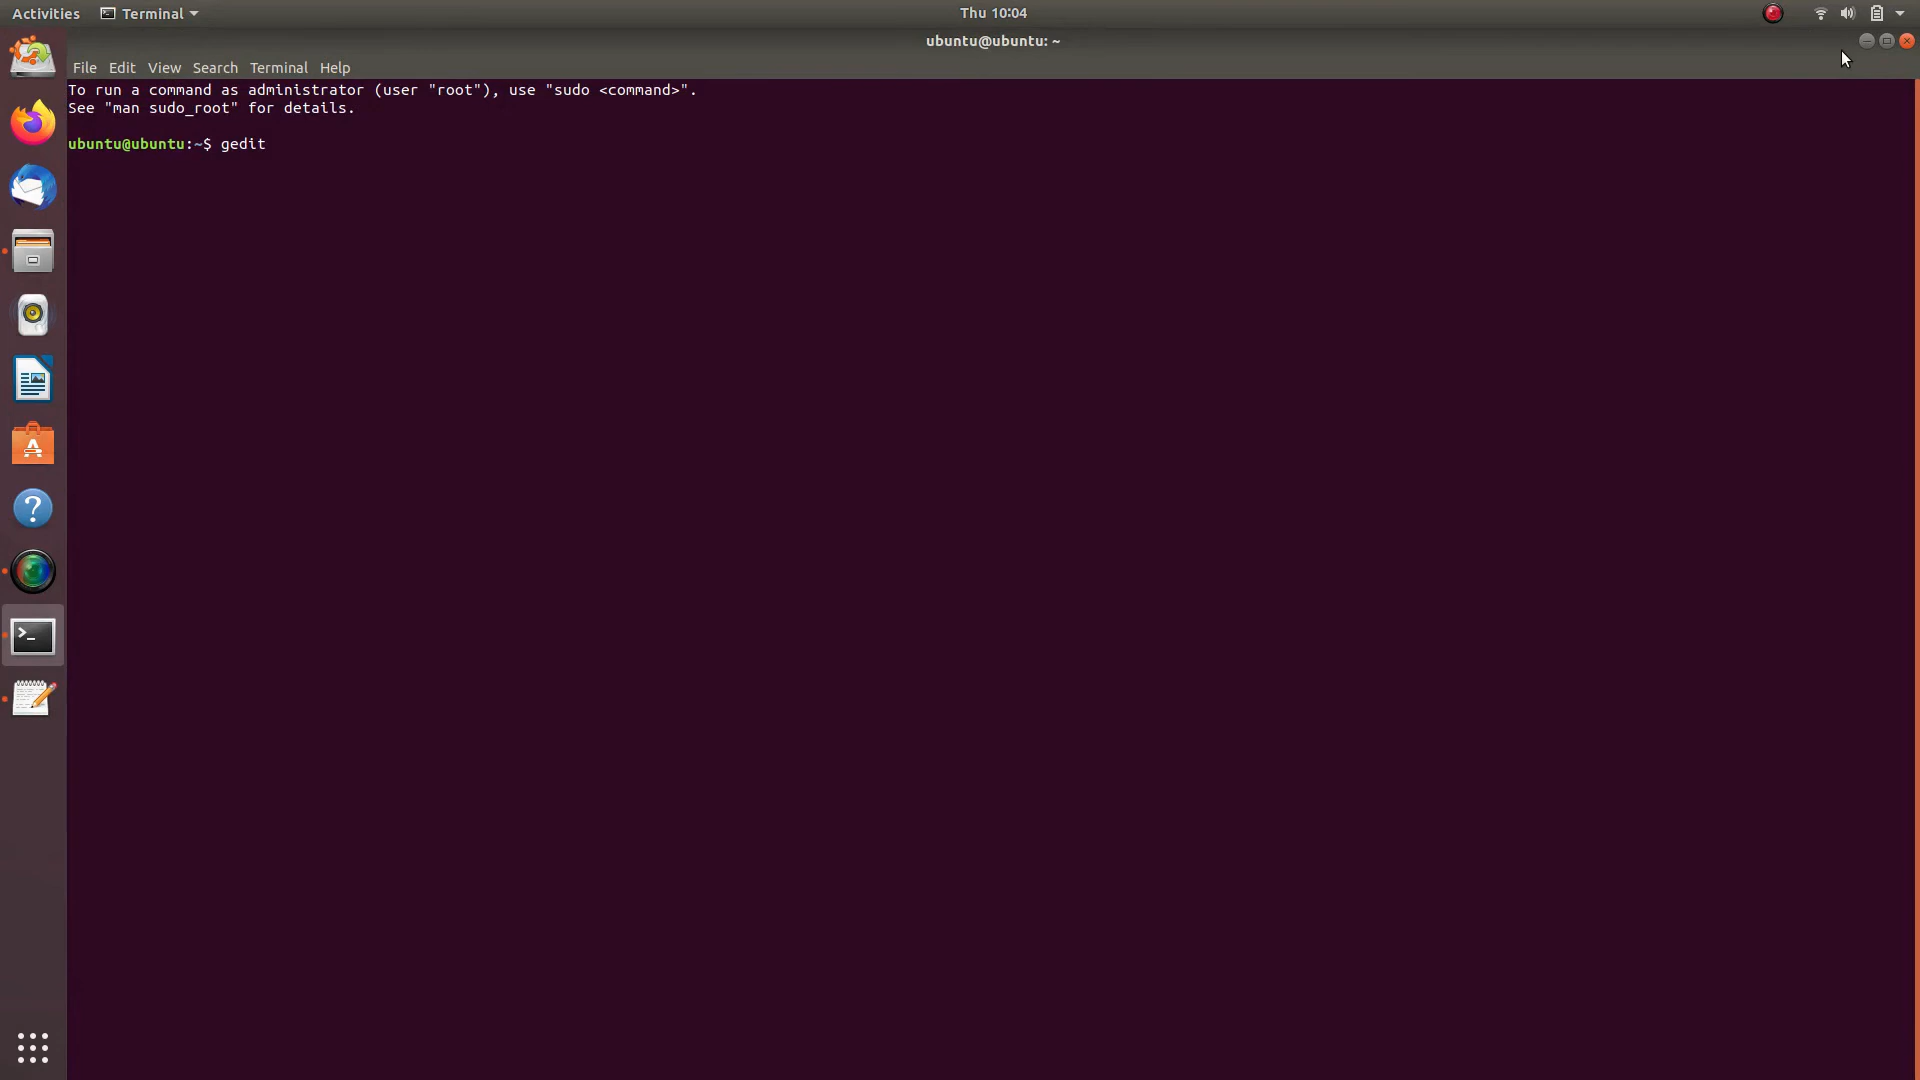 Activities Terminal Thu 10:04
ubuntu@ubuntu: ~
File Edit View Search Terminal Help
To run a command as administrator (user "root"), use "sudo <command>".
See "man sudo_root" for details.
ubuntu@ubuntu:~$ gedit